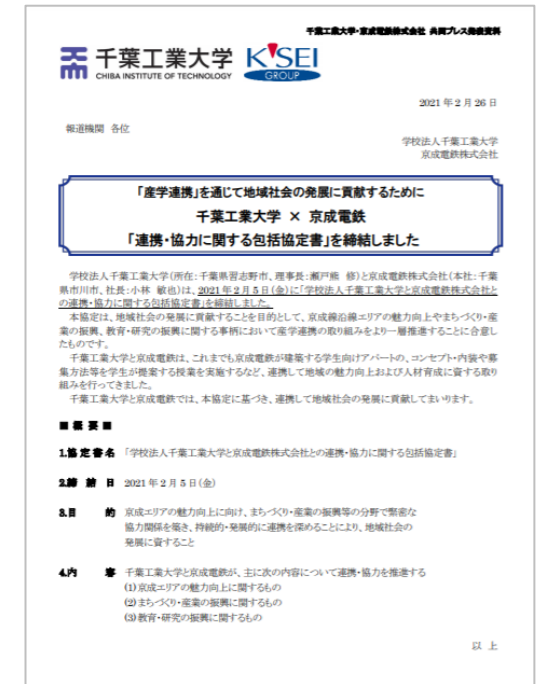 千葉工業大学・京成電鉄株式会社 共同プレス発表資料
千葉工業大学
CHIBA INSTITUTE OF TECHNOLOGY
K'SEI
GROUP
2021 年 2 月 26 日
報道機関 各位
学校法人千葉工業大学
京成電鉄株式会社
「産学連携」を通じて地域社会の発展に貢献するために
千葉工業大学 × 京成電鉄
「連携・協力に関する包括協定書」を締結しました
学校法人千葉工業大学(所在:千葉県習志野市、理事長:瀬戸熊 修)と京成電鉄株式会社(本社:千葉
県市川市、社長:小林 敏也)は、2021 年 2 月 5 日(金)に「学校法人千葉工業大学と京成電鉄株式会社と
の連携・協力に関する包括協定書」を締結しました。
本協定は、地域社会の発展に貢献することを目的として、京成線沿線エリアの魅力向上やまちづくり・産
業の振興、教育・研究の振興に関する事柄において産学連携の取り組みをより一層推進することに合意し
たものです。
千葉工業大学と京成電鉄は、これまでも京成電鉄が建築する学生向けアパートの、コンセプト・内装や募
集方法等を学生が提案する授業を実施するなど、連携して地域の魅力向上および人材育成に資する取り
組みを行ってきました。
千葉工業大学と京成電鉄では、本協定に基づき、連携して地域社会の発展に貢献してまいります。
■ 概 要 ■
1.協 定 書 名 「学校法人千葉工業大学と京成電鉄株式会社との連携・協力に関する包括協定書」
2.締 結 日 2021 年 2 月 5 日(金)
3.目 的 京成エリアの魅力向上に向け、まちづくり・産業の振興等の分野で緊密な
協力関係を築き、持続的・発展的に連携を深めることにより、地域社会の
発展に資すること
4.内 容 千葉工業大学と京成電鉄が、主に次の内容について連携・協力を推進する
(1)京成エリアの魅力向上に関するもの
(2)まちづくり・産業の振興に関するもの
(3)教育・研究の振興に関するもの
以 上